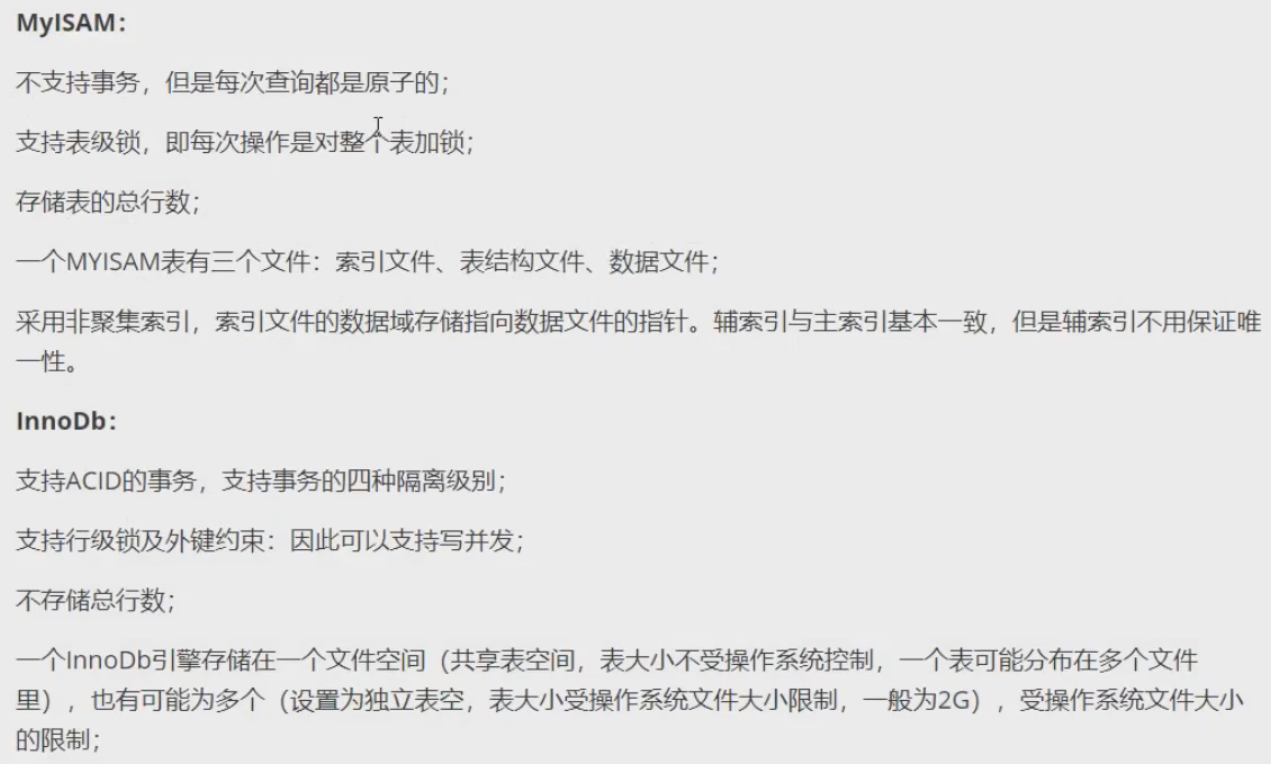 MyISAM：
不支持事务，但是每次查询都是原子的；
支持表级锁，即每次操作是对整个表加锁；
存储表的总行数；
一个MYISAM表有三个文件：索引文件、表结构文件、数据文件；
采用非聚集索引，索引文件的数据域存储指向数据文件的指针。辅索引与主索引基本一致，但是辅索引不用保证唯
一性。
InnoDb：
支持ACID的事务，支持事务的四种隔离级别；
支持行级锁及外键约束：因此可以支持写并发；
不存储总行数；
一个InnoDb引擎存储在一个文件空间（共享表空间，表大小不受操作系统控制，一个表可能分布在多个文件
里），也有可能为多个（设置为独立表空，表大小受操作系统文件大小限制，一般为2G），受操作系统文件大小
的限制；